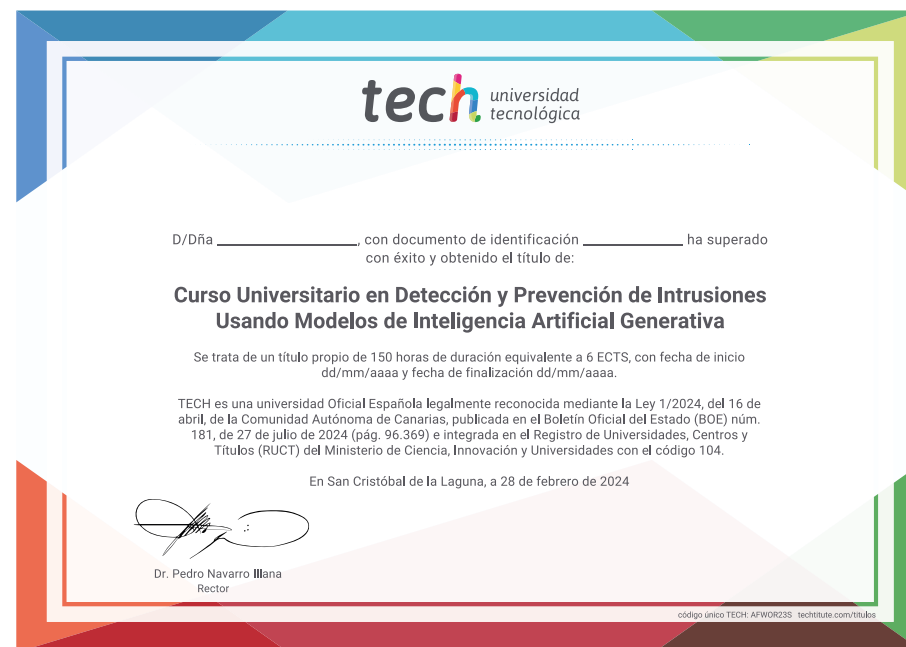 tech universidad
tecnológica
D/Dña ____________________, con documento de identificación ______________ ha superado
con éxito y obtenido el título de:
Curso Universitario en Detección y Prevención de Intrusiones
Usando Modelos de Inteligencia Artificial Generativa
Se trata de un título propio de 150 horas de duración equivalente a 6 ECTS, con fecha de inicio
dd/mm/aaaa y fecha de finalización dd/mm/aaaa.
TECH es una universidad Oficial Española legalmente reconocida mediante la Ley 1/2024, del 16 de
abril, de la Comunidad Autónoma de Canarias, publicada en el Boletín Oficial del Estado (BOE) núm.
181, de 27 de julio de 2024 (pág. 96.369) e integrada en el Registro de Universidades, Centros y
Títulos (RUCT) del Ministerio de Ciencia, Innovación y Universidades con el código 104.
En San Cristóbal de la Laguna, a 28 de febrero de 2024
Dr. Pedro Navarro Illana
Rector
código único TECH: AFWOR23S techtitute.com/titulos